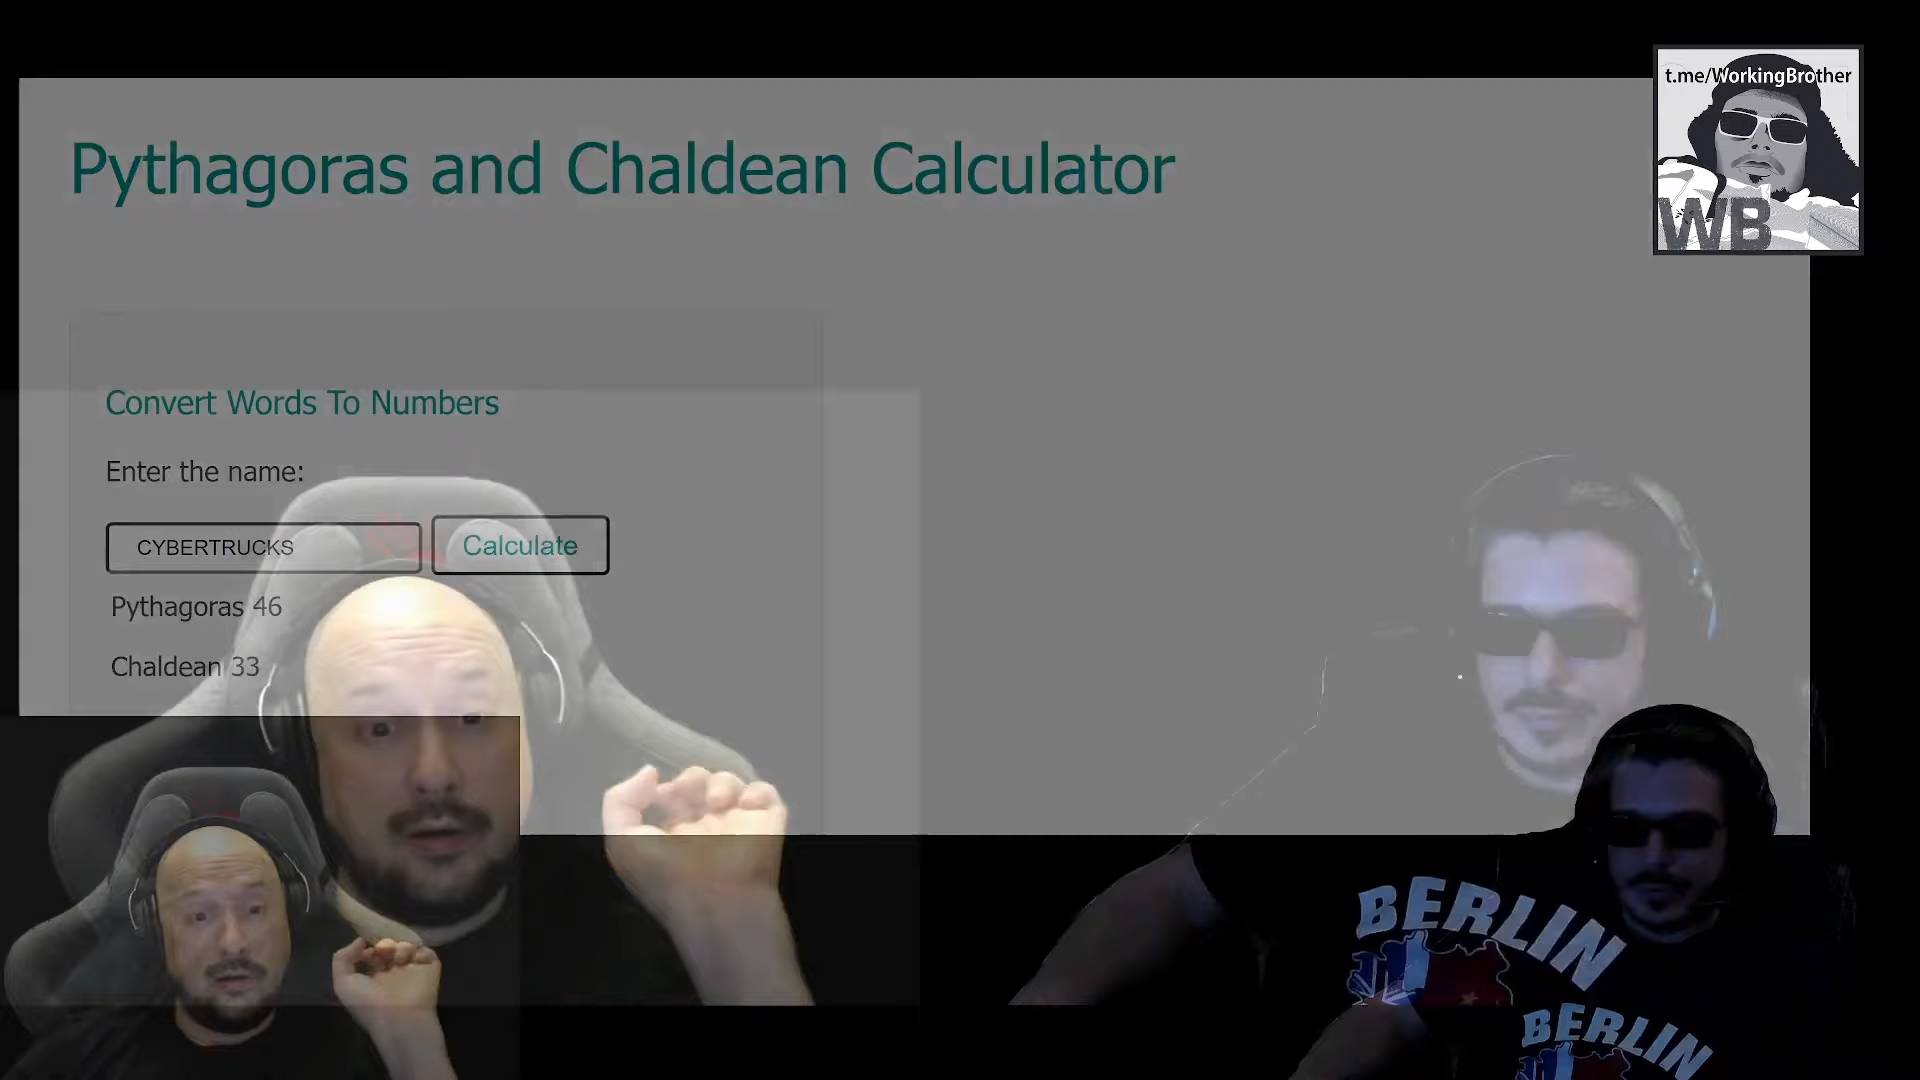 t.me/WorkingBrother
WB
Pythagoras and Chaldean Calculator
Convert Words To Numbers
Enter the name:
CYBERTRUCKS
Calculate
Pythagoras 46
Chaldean 33
BERLIN
BERLIN